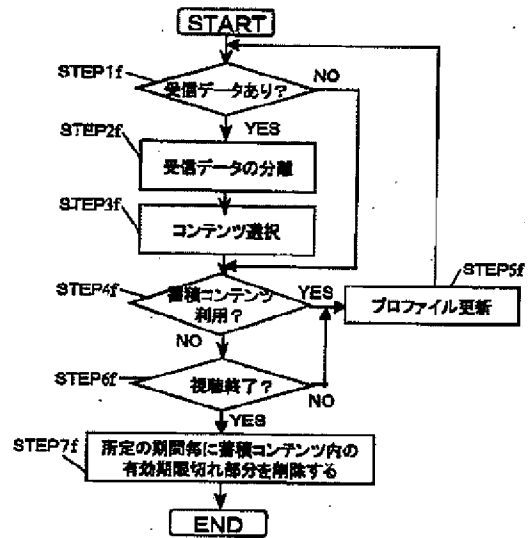 START
STEP1f
受信データあり?
NO
YES
STEP2f
受信データの分離
STEP3f
コンテンツ選択
STEP4f
蓄積コンテンツ
利用?
YES
STEP5f
プロファイル更新
NO
STEP6f
視聴終了?
NO
YES
STEP7f
所定の期間毎に蓄積コンテンツ内の
有効期限切れ部分を削除する
END